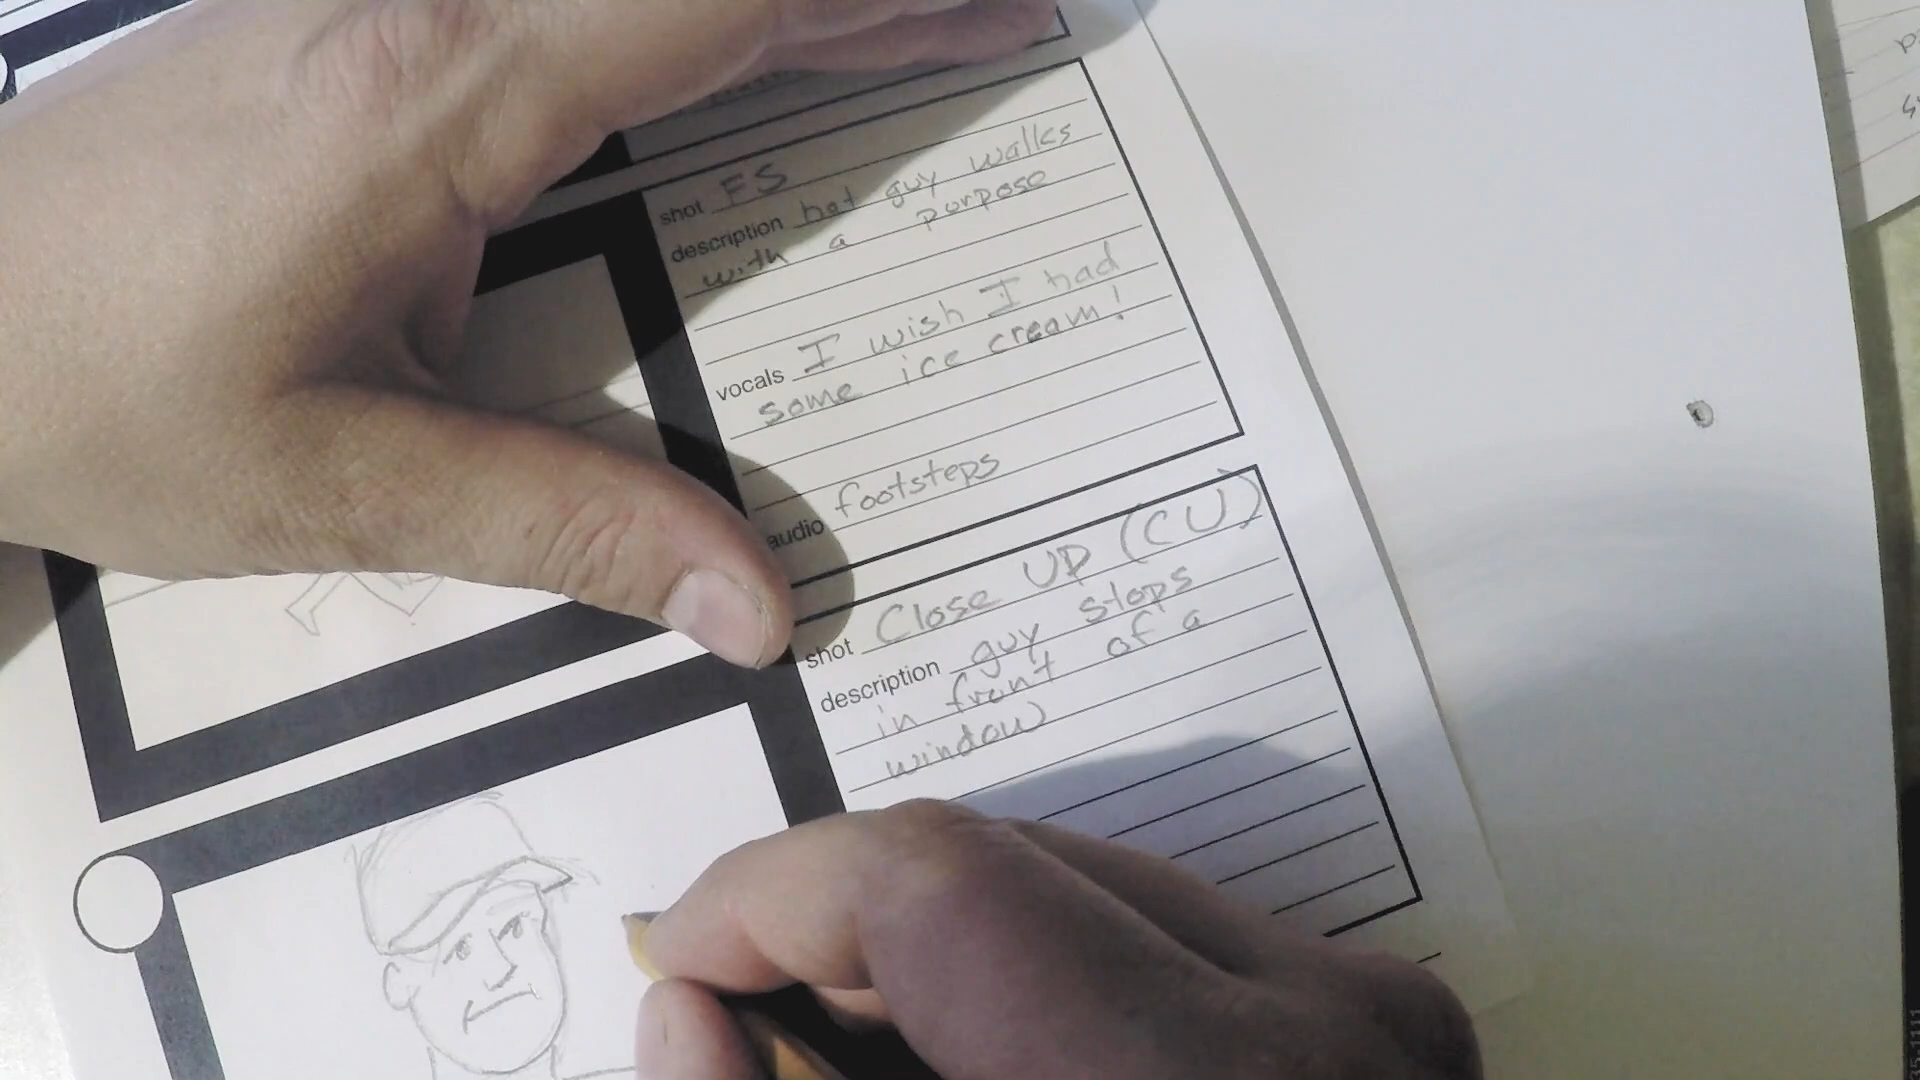 shot FS
description hat guy walks
with a purpose
vocals I wish I had
some ice cream!
audio footsteps
shot Close UP (CU)
description guy stops
in front of a
window